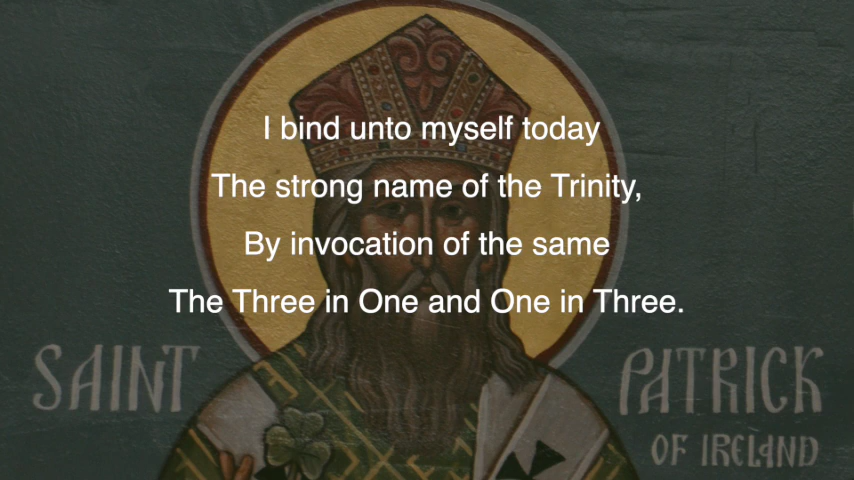 I bind unto myself today
The strong name of the Trinity,
By invocation of the same
The Three in One and One in Three.
SAINT PATRICK
OF IRELAND